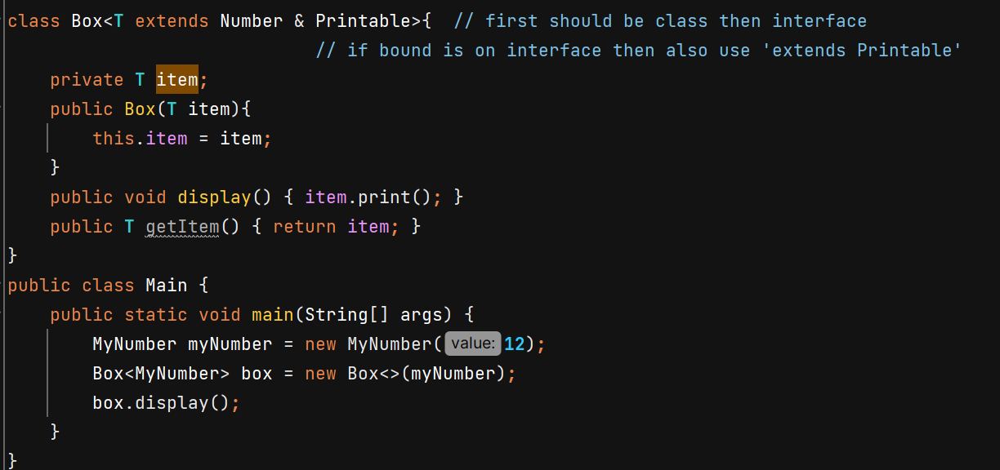 class Box<T extends Number & Printable>{  // first should be class then interface
                             // if bound is on interface then also use 'extends Printable'
    private T item;
    public Box(T item){
        this.item = item;
    }
    public void display() { item.print(); }
    public T getItem() { return item; }
}
public class Main {
    public static void main(String[] args) {
        MyNumber myNumber = new MyNumber( value: 12);
        Box<MyNumber> box = new Box<>(myNumber);
        box.display();
    }
}